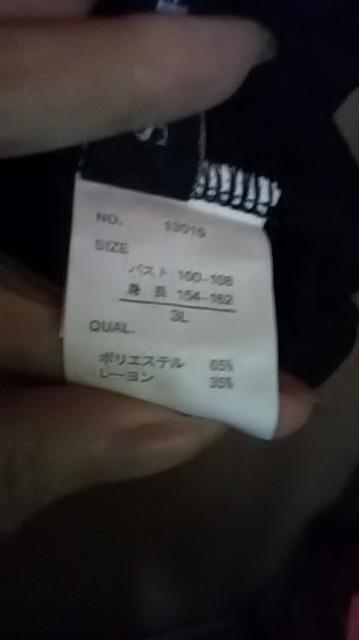 NO. 13015
SIZE
バスト 100-108
身長 154-162
3L
QUAL.
ポリエステル 65%
レーヨン 35%